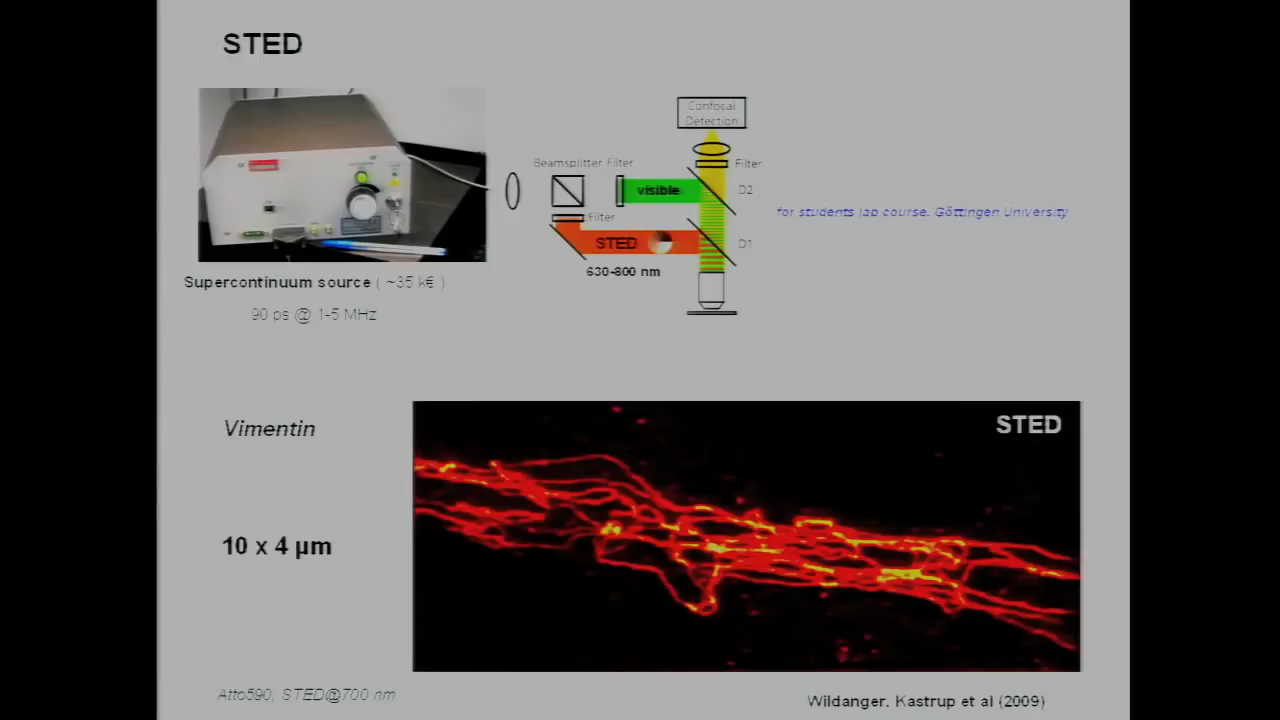 STED
Confocal
Detection
Beamsplitter Filter
Filter
visible
D2
for students lab course. Göttingen University
Filter
STED
D1
630-800 nm
Supercontinuum source ( ~35 k€ )
90 ps @ 1-5 MHz
Vimentin
STED
10 x 4 µm
Atto590, STED@700 nm
Wildanger. Kastrup et al (2009)